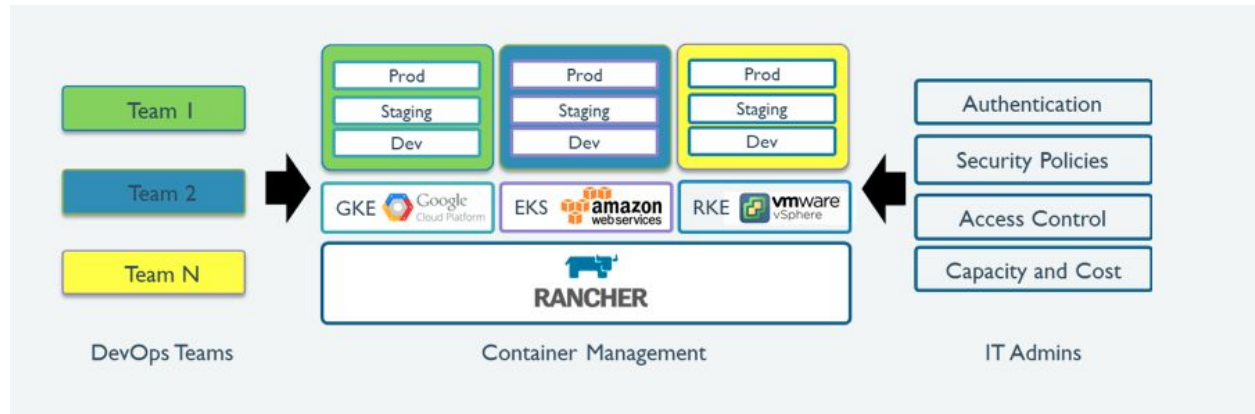 Team 1
Team 2
Team N
DevOps Teams
Prod
Staging
Dev
Prod
Staging
Dev
Prod
Staging
Dev
GKE Google Cloud Platform
EKS amazon webservices
RKE vmware vSphere
RANCHER
Container Management
Authentication
Security Policies
Access Control
Capacity and Cost
IT Admins